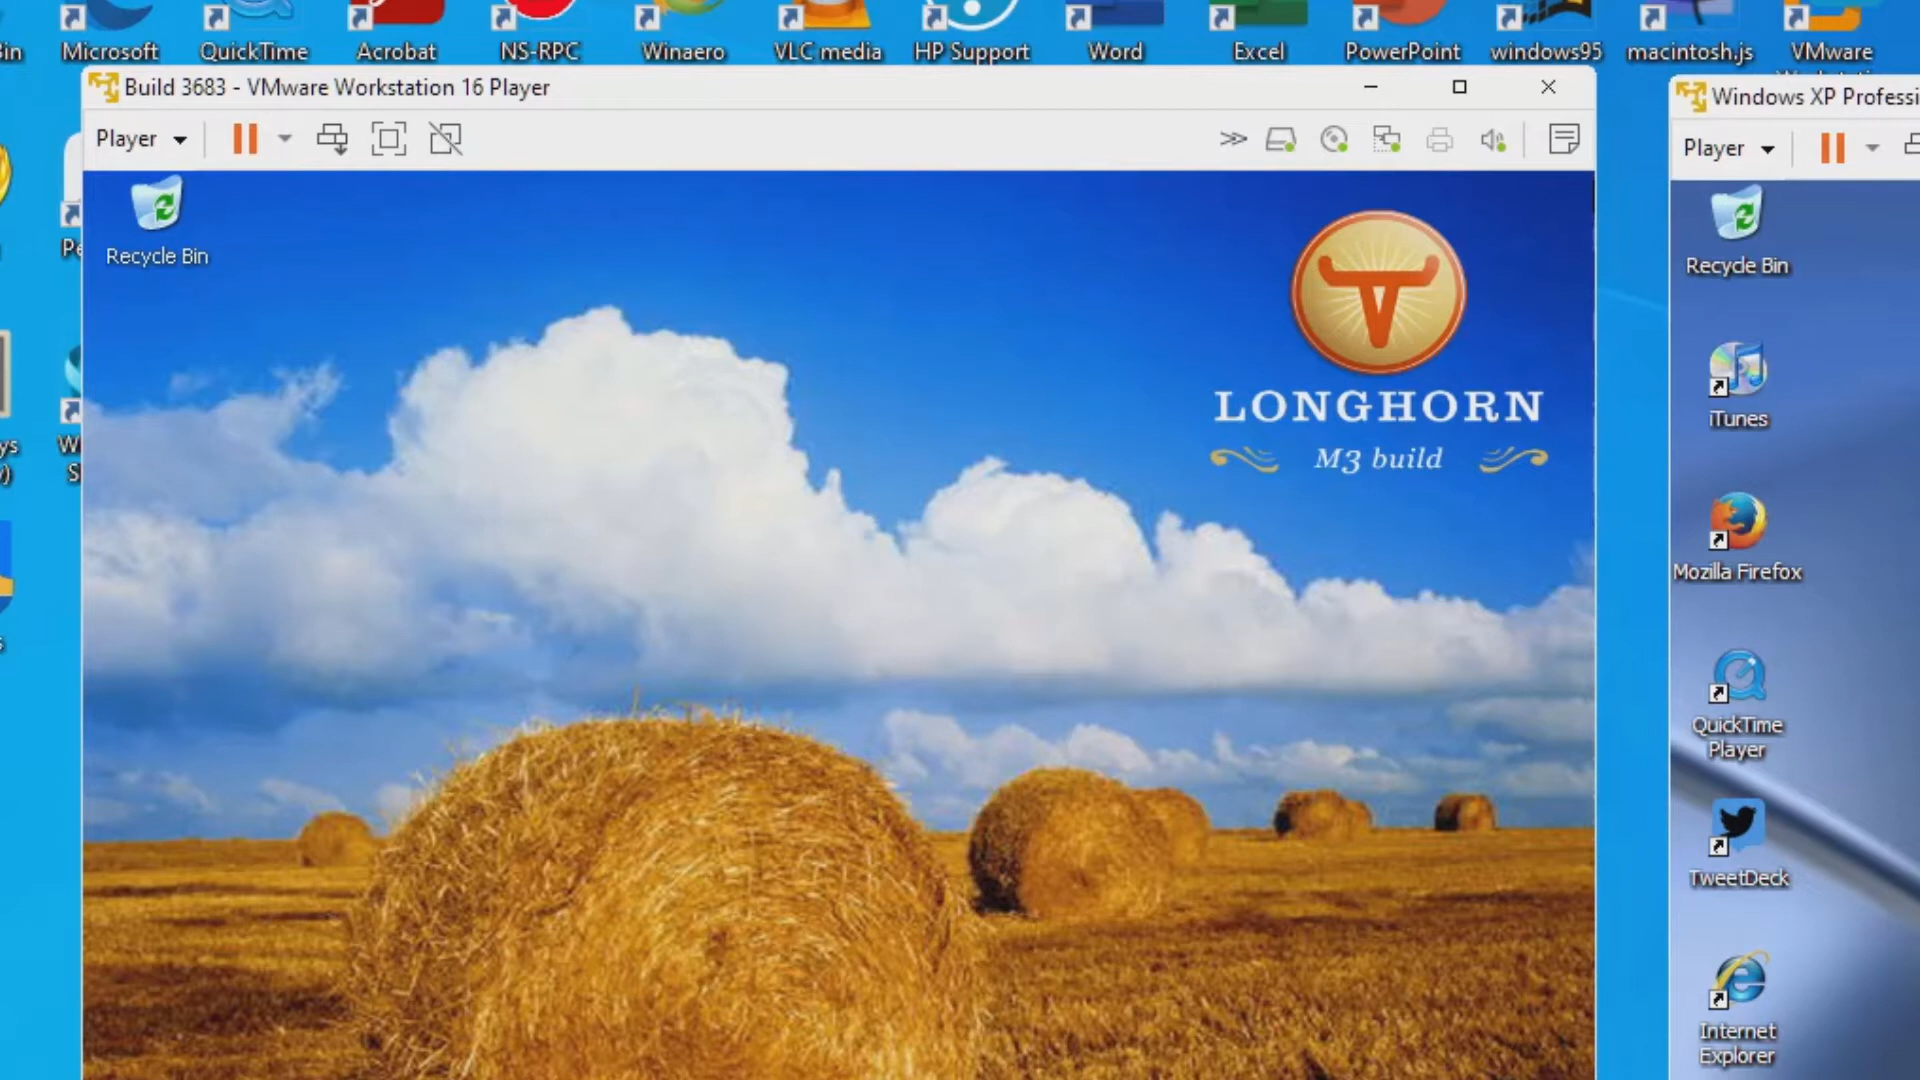 Bin
Microsoft
QuickTime
Acrobat
NS-RPC
Winaero
VLC media
HP Support
Word
Excel
PowerPoint
windows95
macintosh.js
VMware
Build 3683 - VMware Workstation 16 Player
Windows XP Professi
Player
Player
Recycle Bin
Recycle Bin
LONGHORN
M3 build
iTunes
Mozilla Firefox
QuickTime
Player
TweetDeck
Internet
Explorer